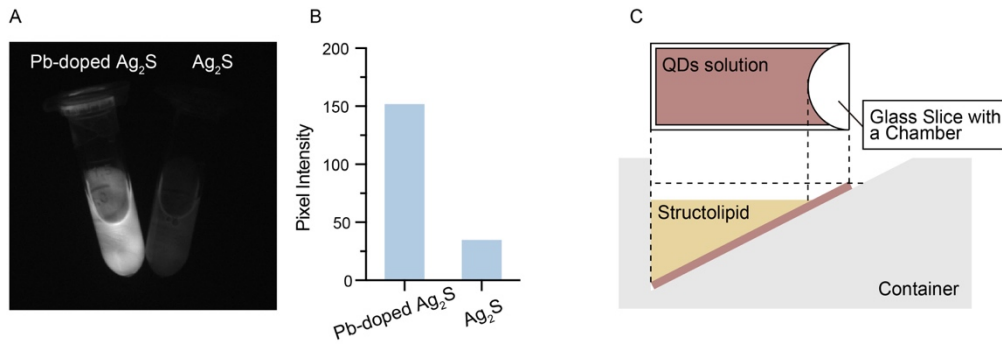 A
Pb-doped Ag₂S
Ag₂S
B
Pixel Intensity
200
150
100
50
0
Pb-doped Ag₂S
Ag₂S
C
QDs solution
Glass Slice with
a Chamber
Structolipid
Container